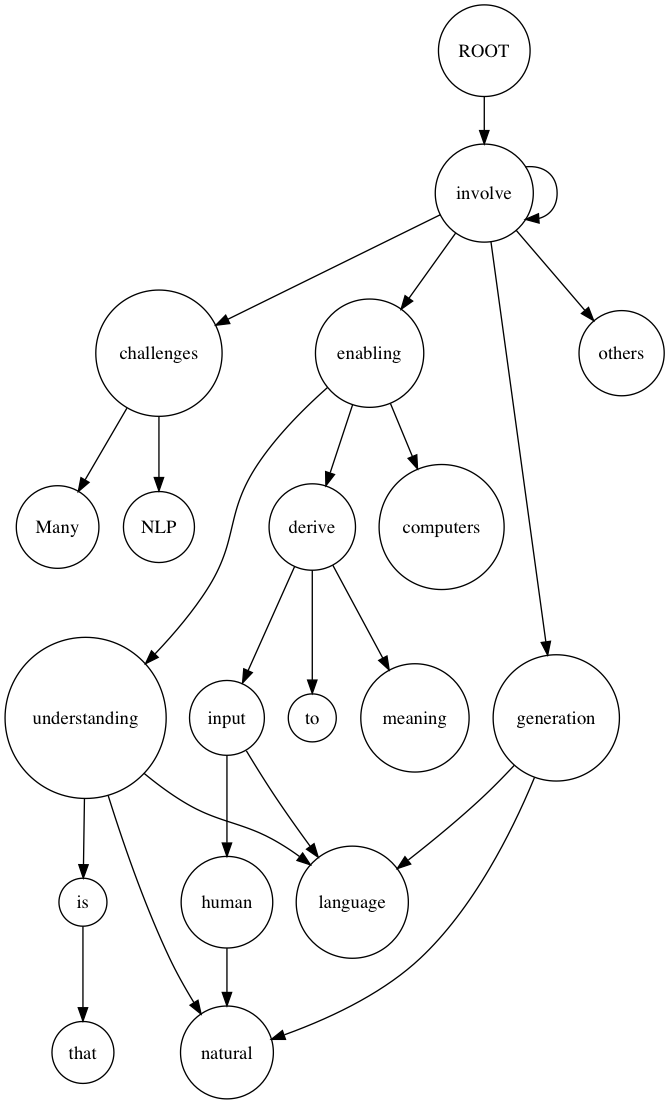 ROOT
involve
challenges
enabling
others
Many
NLP
derive
computers
understanding
input
to
meaning
generation
is
human
language
that
natural